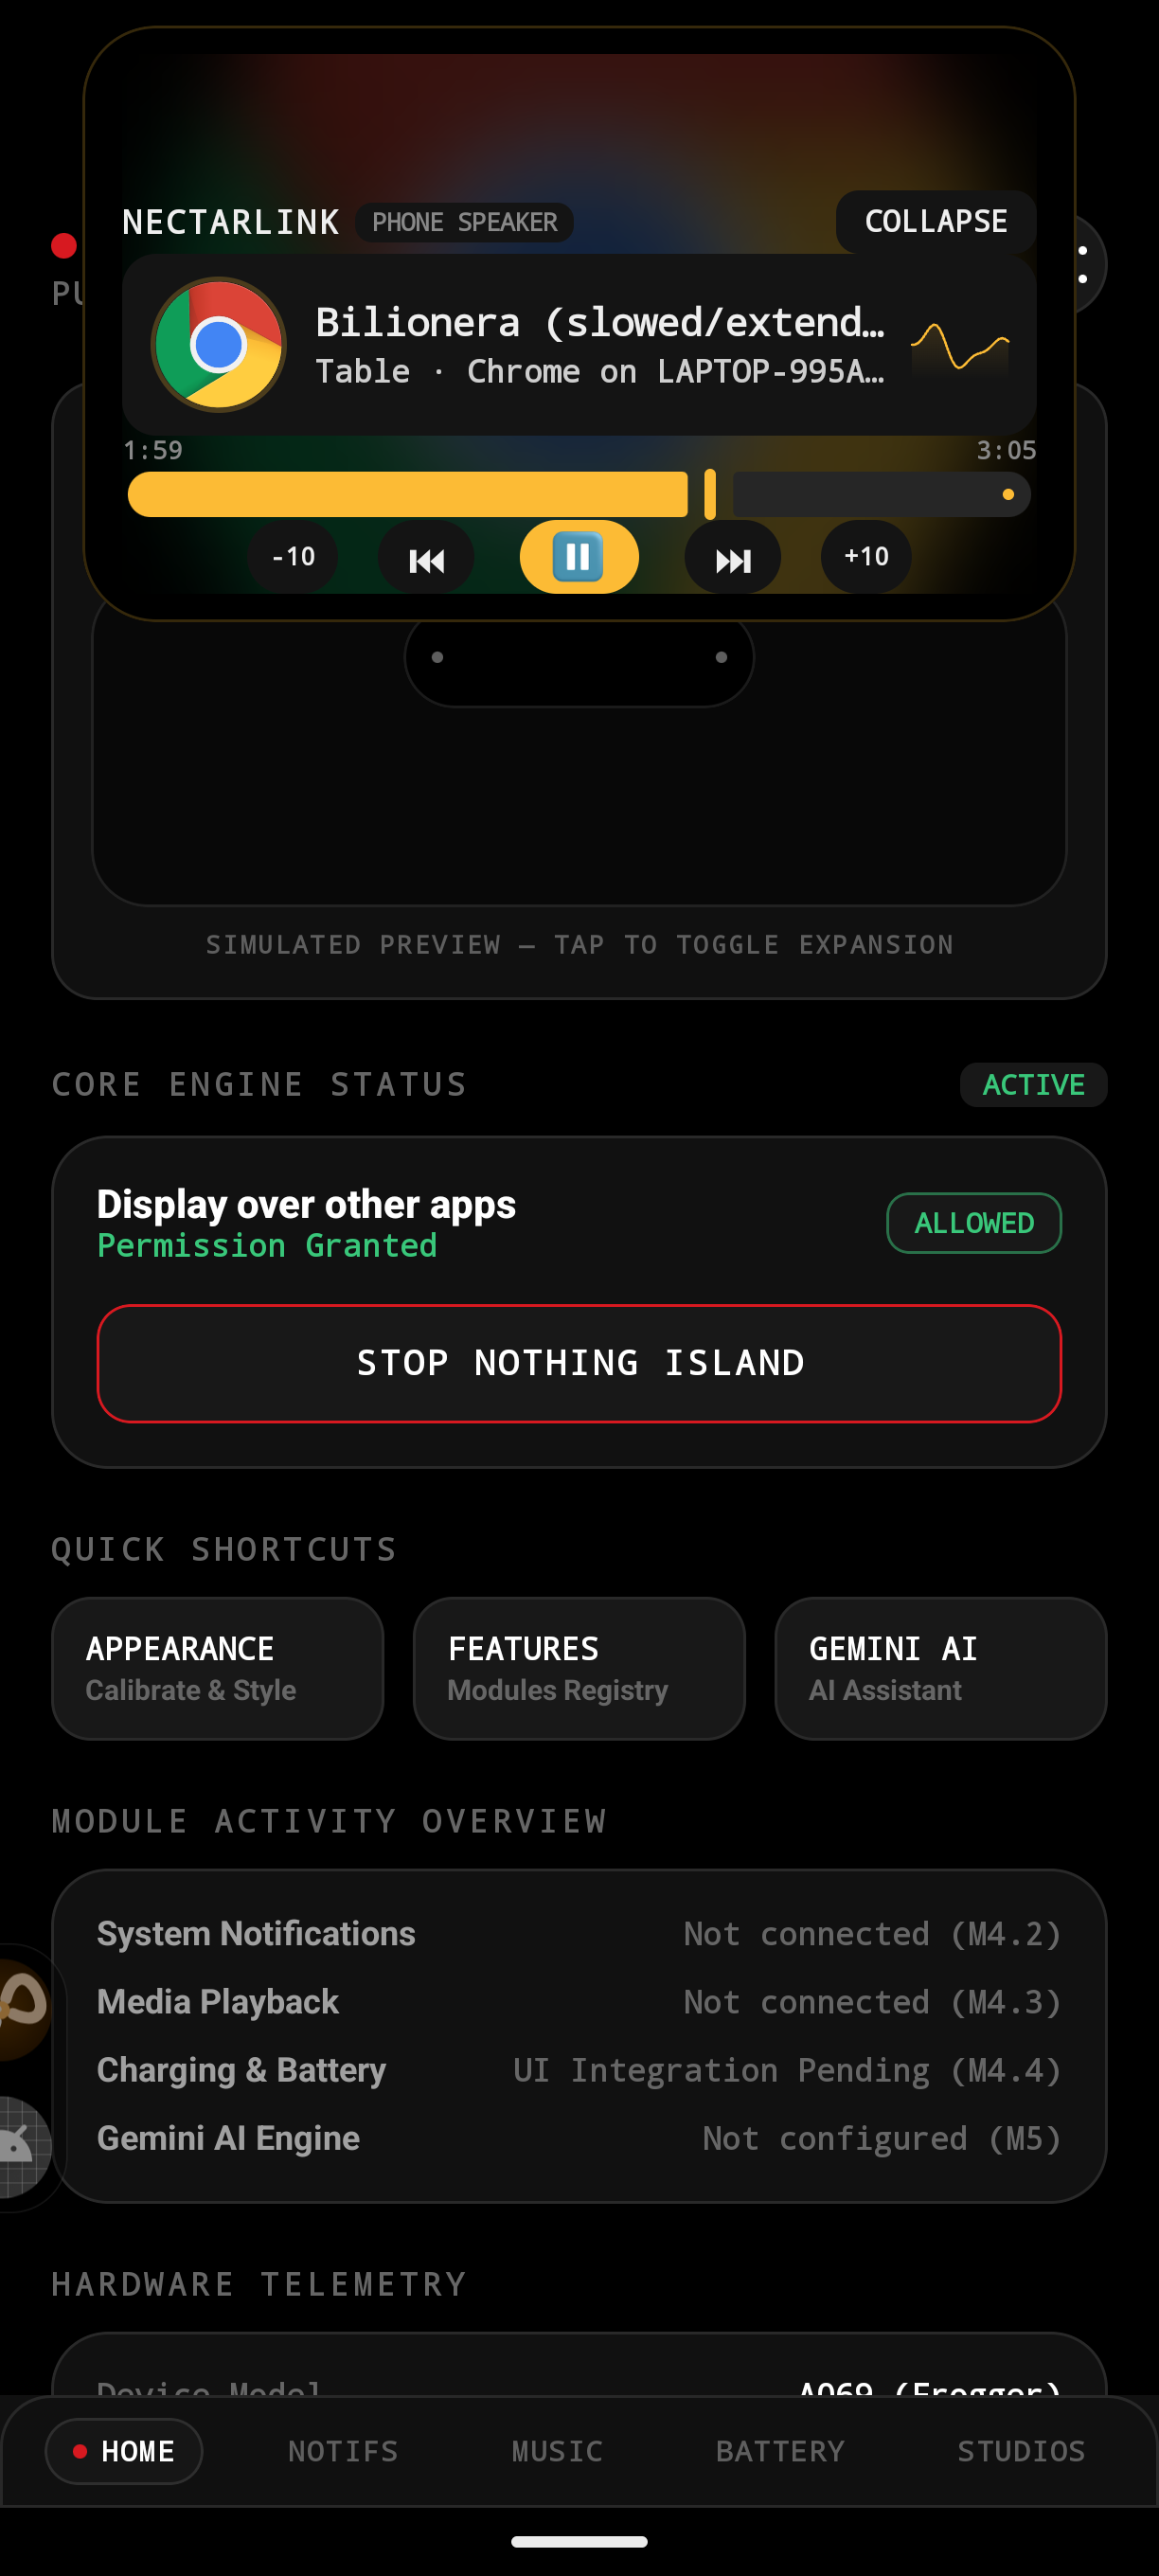 NECTARLINK PHONE SPEAKER COLLAPSE
Bilionera (slowed/extend…
Table · Chrome on LAPTOP-995A…
1:59 3:05
-10 +10
SIMULATED PREVIEW — TAP TO TOGGLE EXPANSION
CORE ENGINE STATUS ACTIVE
Display over other apps
Permission Granted
ALLOWED
STOP NOTHING ISLAND
QUICK SHORTCUTS
APPEARANCE FEATURES GEMINI AI
Calibrate & Style Modules Registry AI Assistant
MODULE ACTIVITY OVERVIEW
System Notifications Not connected (M4.2)
Media Playback Not connected (M4.3)
Charging & Battery UI Integration Pending (M4.4)
Gemini AI Engine Not configured (M5)
HARDWARE TELEMETRY
Device Model A069 (Frogger)
HOME NOTIFS MUSIC BATTERY STUDIOS